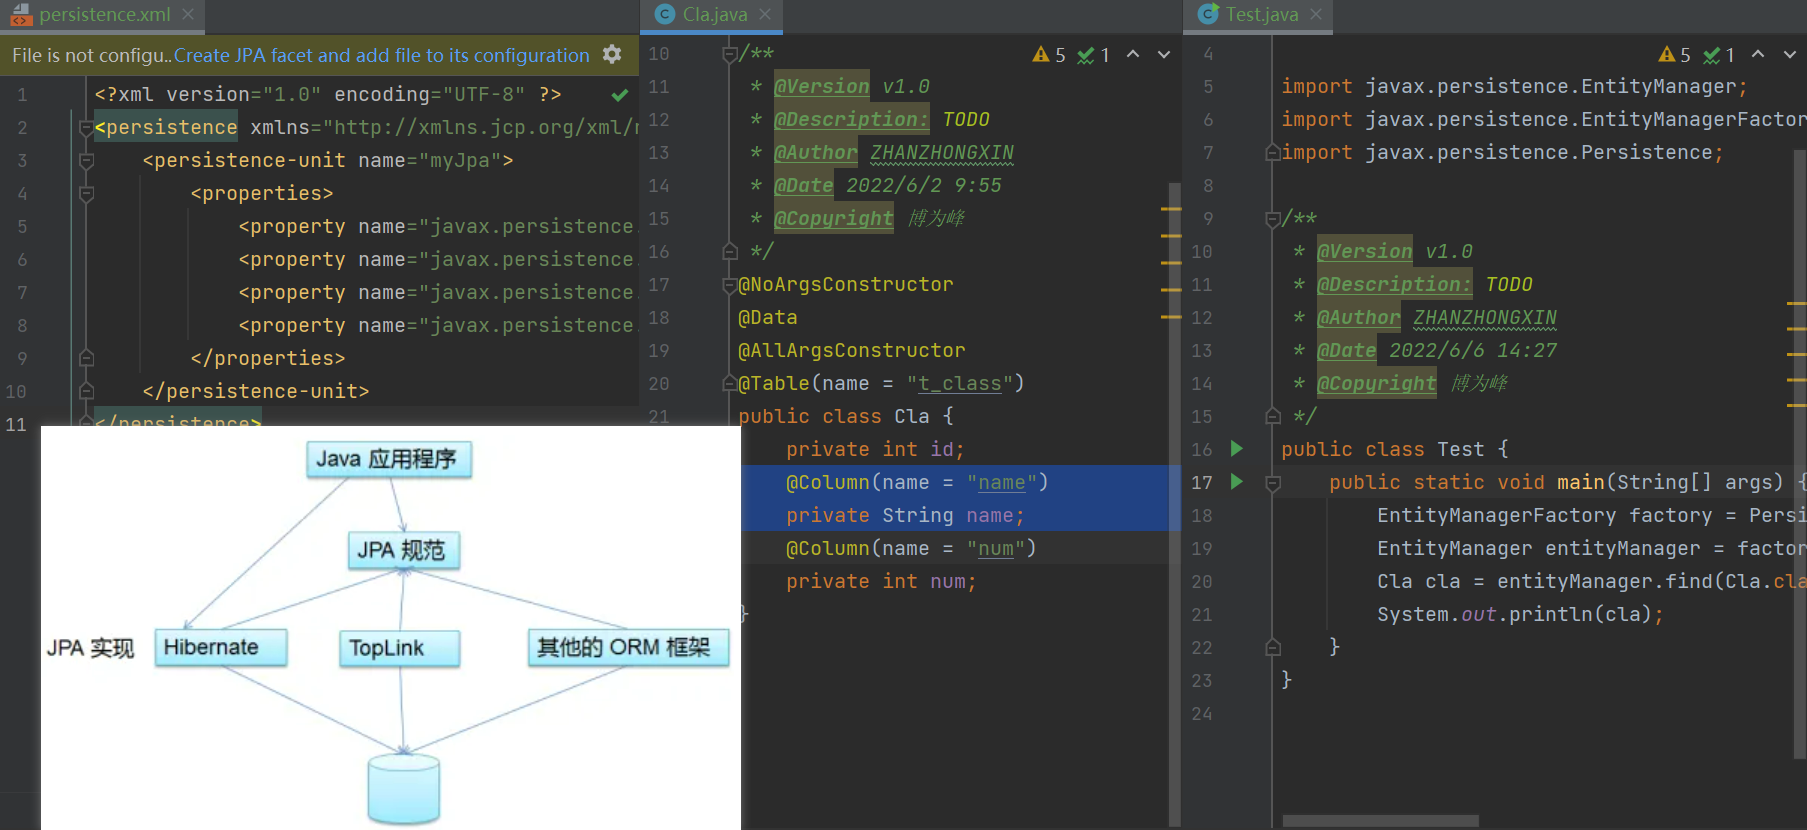 persistence.xml
File is not configu.. Create JPA facet and add file to its configuration
1 <?xml version="1.0" encoding="UTF-8" ?>
2 <persistence xmlns="http://xmlns.jcp.org/xml/
3 <persistence-unit name="myJpa">
4 <properties>
5 <property name="javax.persistence.
6 <property name="javax.persistence.
7 <property name="javax.persistence.
8 <property name="javax.persistence.
9 </properties>
10 </persistence-unit>
11 </persistence>
Java 应用程序
JPA 规范
JPA 实现
Hibernate
TopLink
其他的 ORM 框架
Cla.java
5 1
10 /**
11 * @Version v1.0
12 * @Description: TODO
13 * @Author ZHANZHONGXIN
14 * @Date 2022/6/2 9:55
15 * @Copyright 博为峰
16 */
17 @NoArgsConstructor
18 @Data
19 @AllArgsConstructor
20 @Table(name = "t_class")
21 public class Cla {
private int id;
@Column(name = "name")
private String name;
@Column(name = "num")
private int num;
}
Test.java
5 1
4
5 import javax.persistence.EntityManager;
6 import javax.persistence.EntityManagerFactor
7 import javax.persistence.Persistence;
8
9 /**
10 * @Version v1.0
11 * @Description: TODO
12 * @Author ZHANZHONGXIN
13 * @Date 2022/6/6 14:27
14 * @Copyright 博为峰
15 */
16 public class Test {
17 public static void main(String[] args) {
18 EntityManagerFactory factory = Persi
19 EntityManager entityManager = factor
20 Cla cla = entityManager.find(Cla.cla
21 System.out.println(cla);
22 }
23 }
24